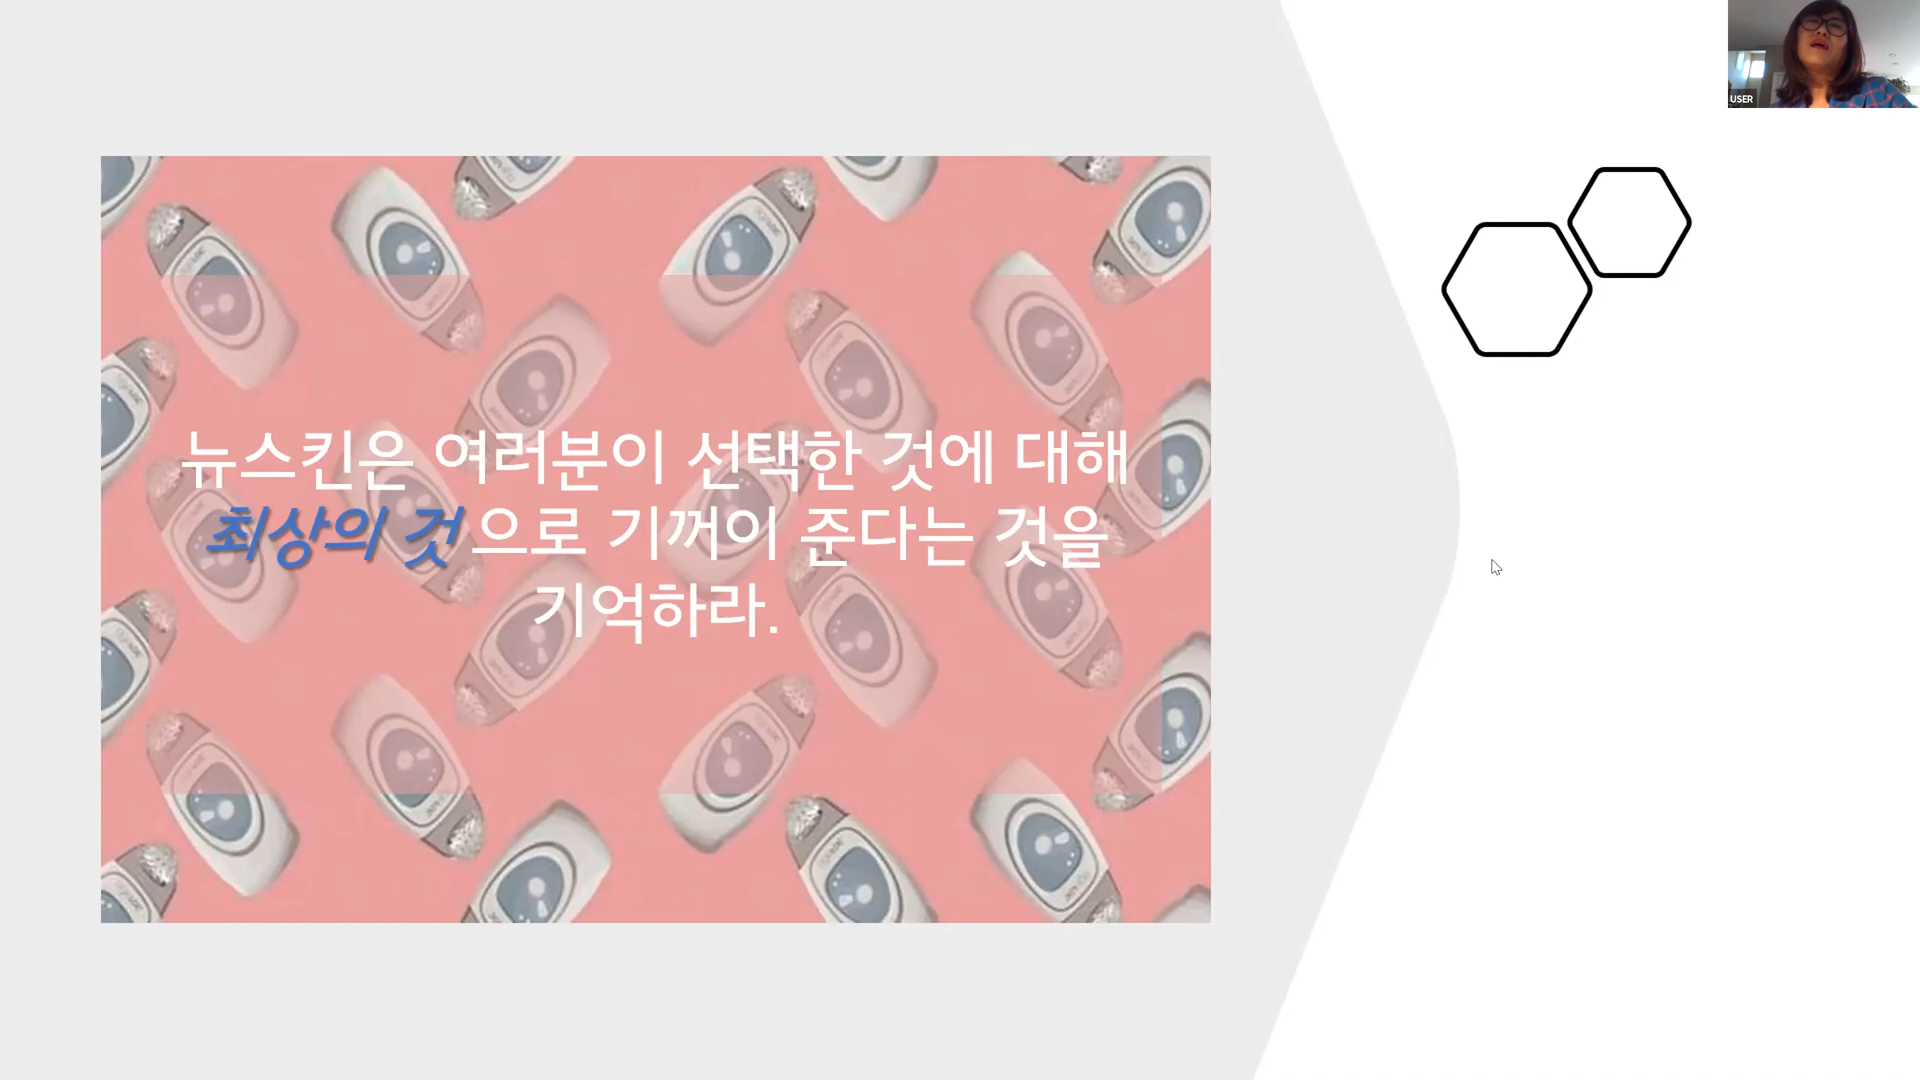 뉴스킨은 여러분이 선택한 것에 대해
최상의 것으로 기꺼이 준다는 것을
기억하라.
USER